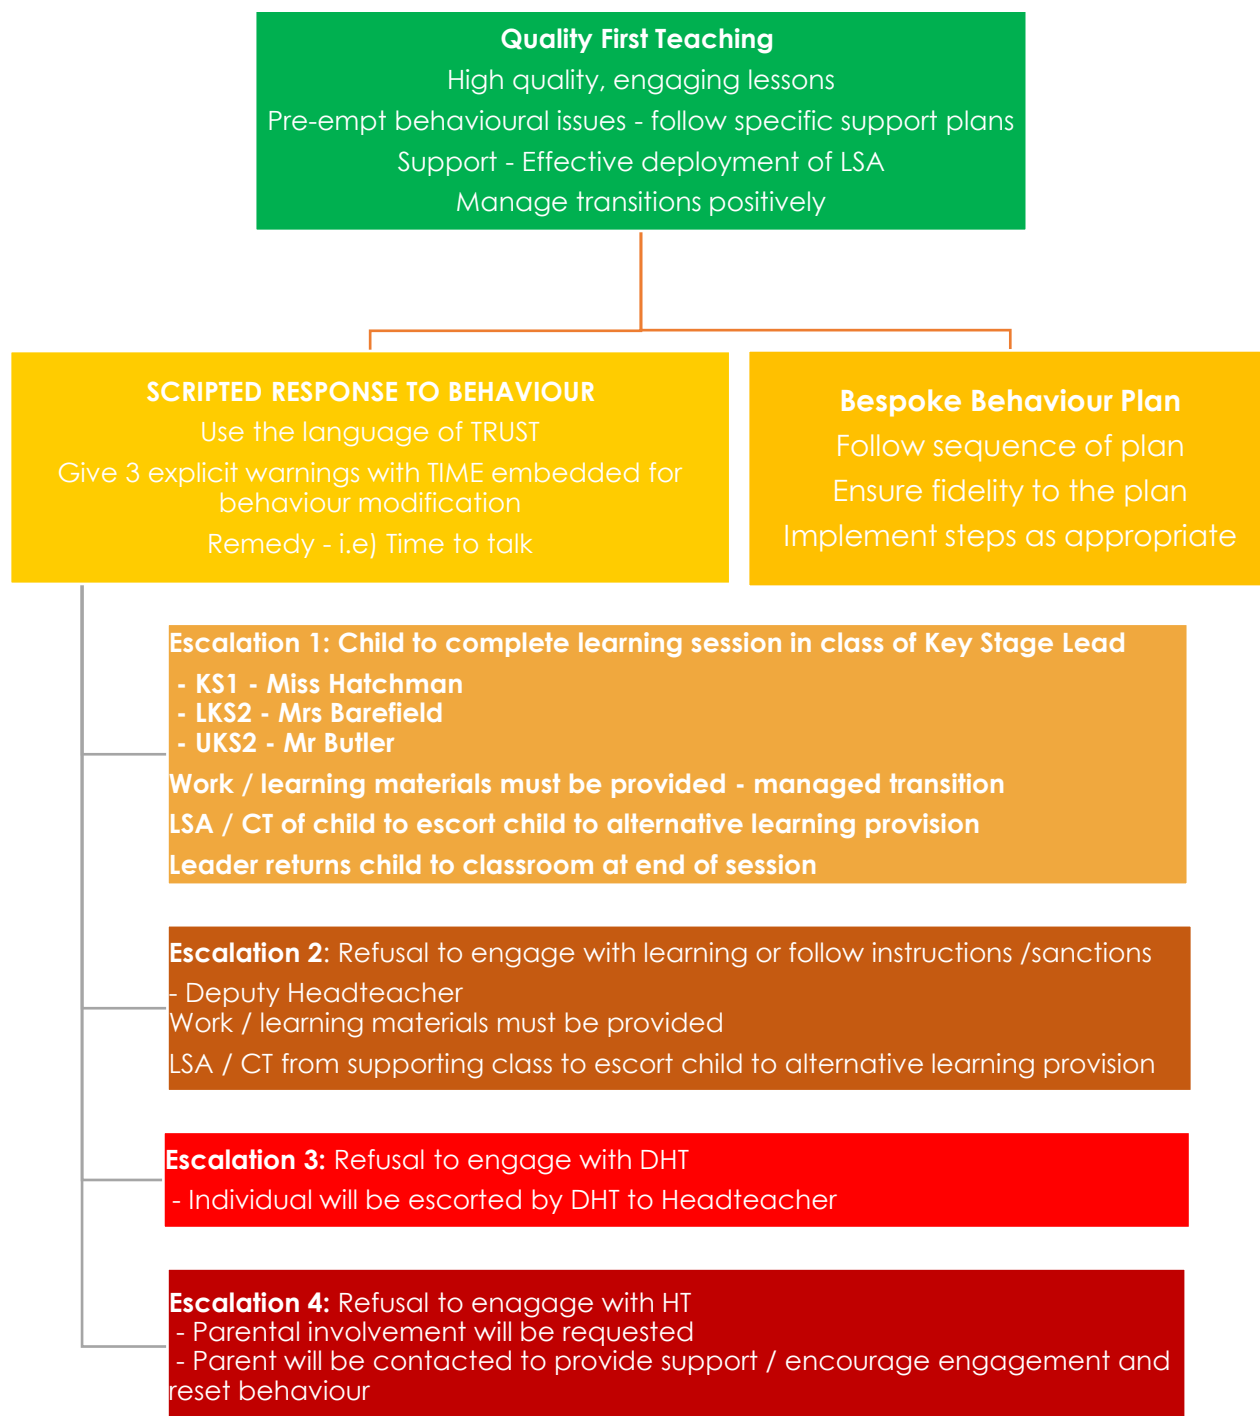 Quality First Teaching
High quality, engaging lessons
Pre-empt behavioural issues - follow specific support plans
Support - Effective deployment of LSA
Manage transitions positively
SCRIPTED RESPONSE TO BEHAVIOUR
Use the language of TRUST
Give 3 explicit warnings with TIME embedded for
behaviour modification
Remedy - i.e) Time to talk
Bespoke Behaviour Plan
Follow sequence of plan
Ensure fidelity to the plan
Implement steps as appropriate
Escalation 1: Child to complete learning session in class of Key Stage Lead
- KS1 - Miss Hatchman
- LKS2 - Mrs Barefield
- UKS2 - Mr Butler
Work / learning materials must be provided - managed transition
LSA / CT of child to escort child to alternative learning provision
Leader returns child to classroom at end of session
Escalation 2: Refusal to engage with learning or follow instructions /sanctions
- Deputy Headteacher
Work / learning materials must be provided
LSA / CT from supporting class to escort child to alternative learning provision
Escalation 3: Refusal to engage with DHT
- Individual will be escorted by DHT to Headteacher
Escalation 4: Refusal to enagage with HT
- Parental involvement will be requested
- Parent will be contacted to provide support / encourage engagement and
reset behaviour